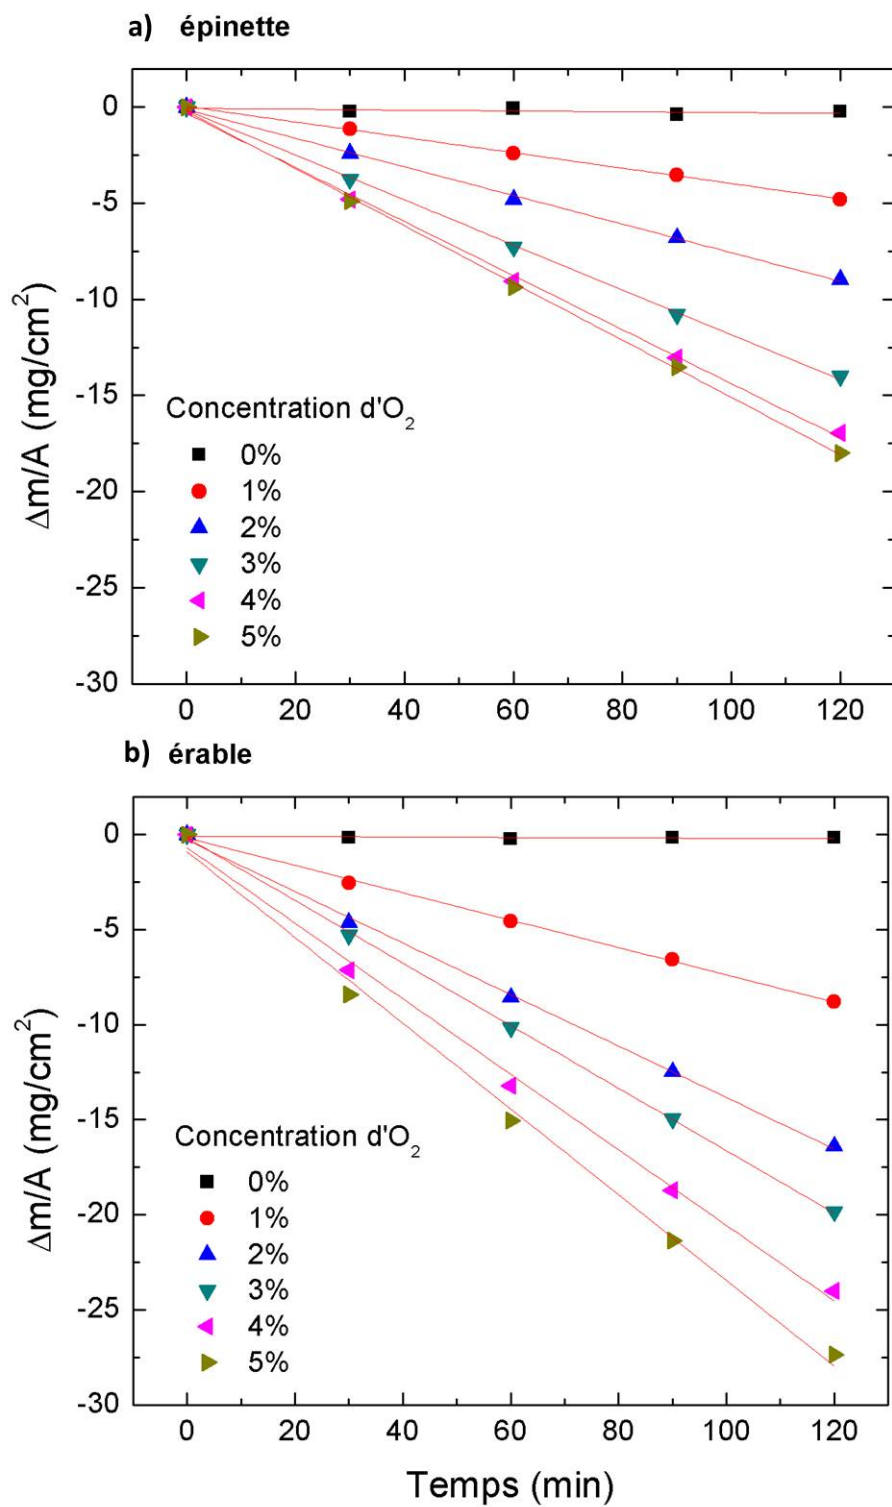 a) épinette
0
-5
-10
-15
-20
-25
-30
Δm/A (mg/cm²)
Concentration d'O₂
0%
1%
2%
3%
4%
5%
0 20 40 60 80 100 120
b) érable
0
-5
-10
-15
-20
-25
-30
Δm/A (mg/cm²)
Concentration d'O₂
0%
1%
2%
3%
4%
5%
0 20 40 60 80 100 120
Temps (min)